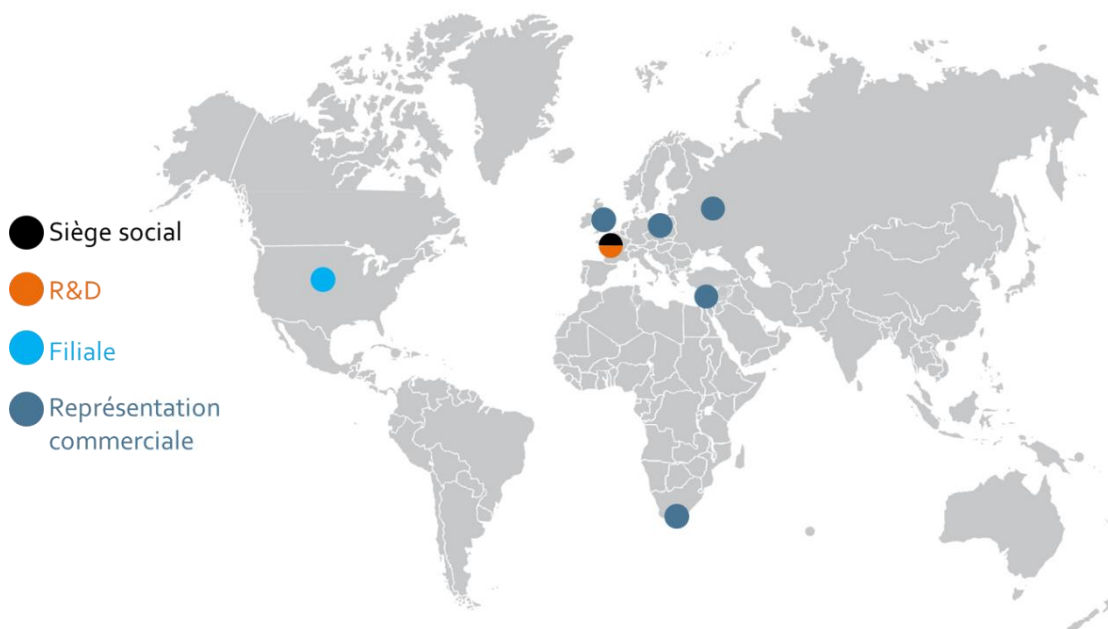 Siège social
R&D
Filiale
Représentation
commerciale